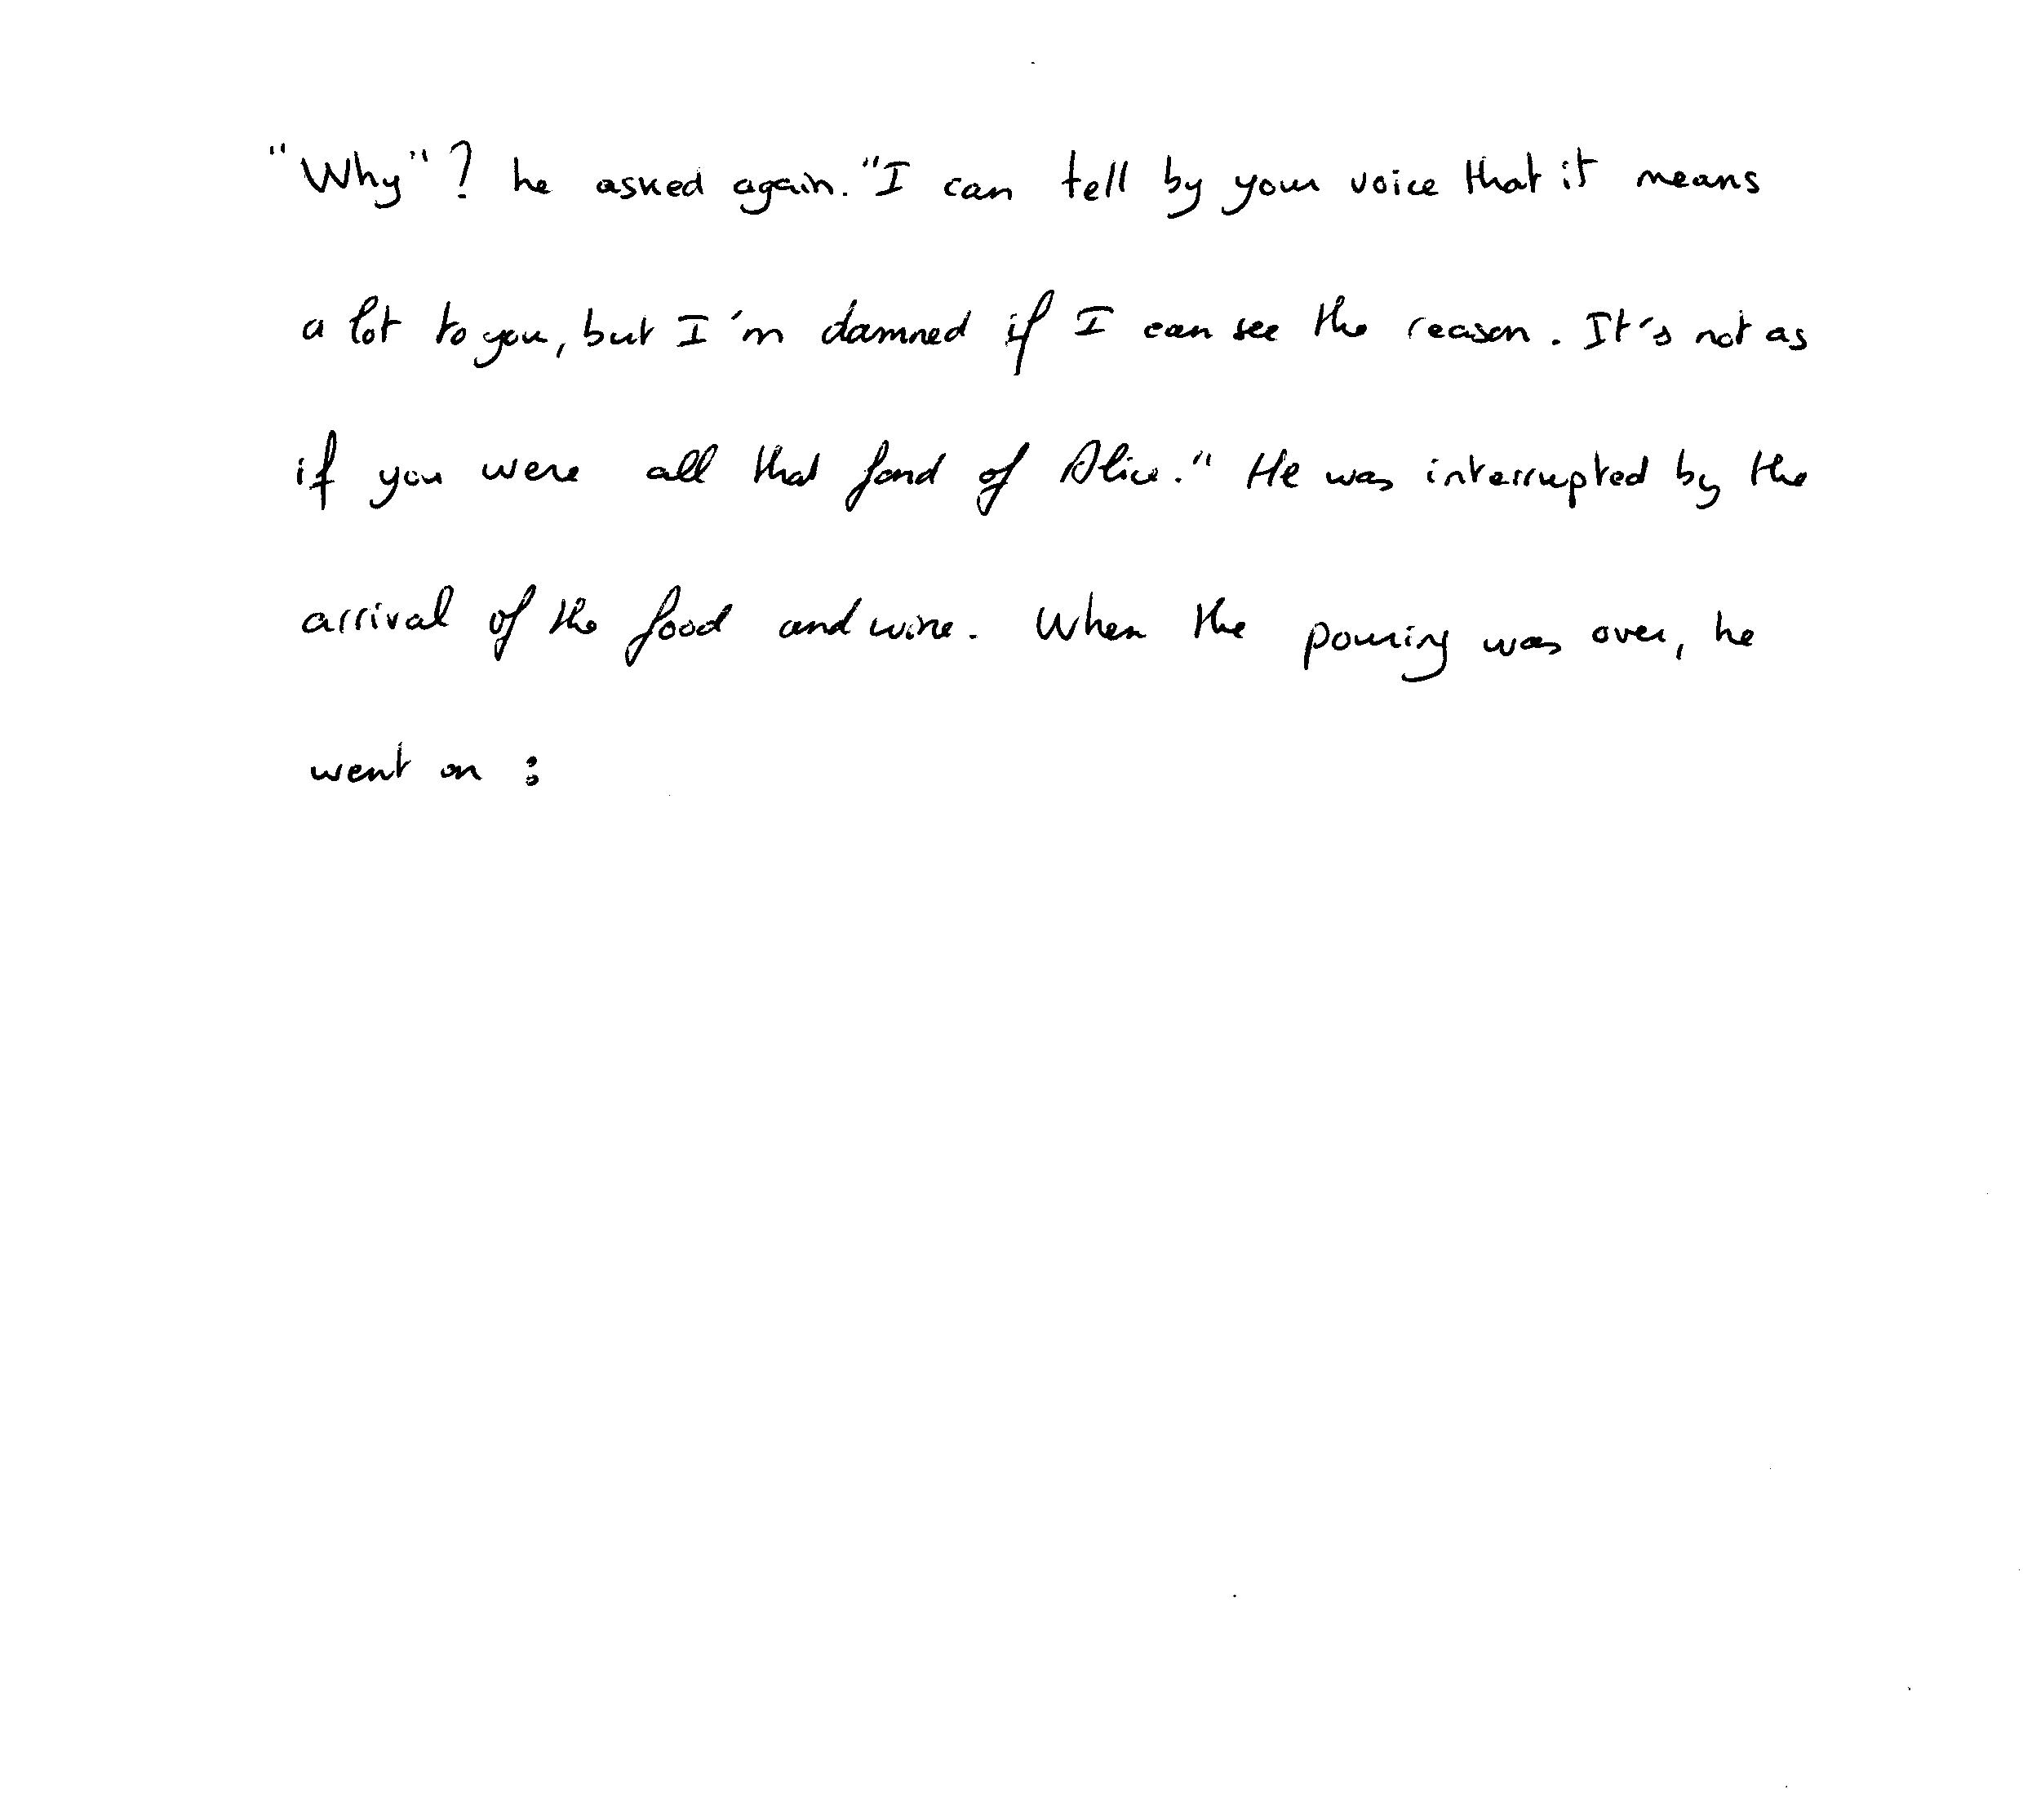 "Why"? he asked again. "I can tell by your voice that it means
a lot to you, but I'm damned if I can see the reason. It's not as
if you were all that fond of Alice." He was interrupted by the
arrival of the food and wine. When the pouring was over, he
went on :